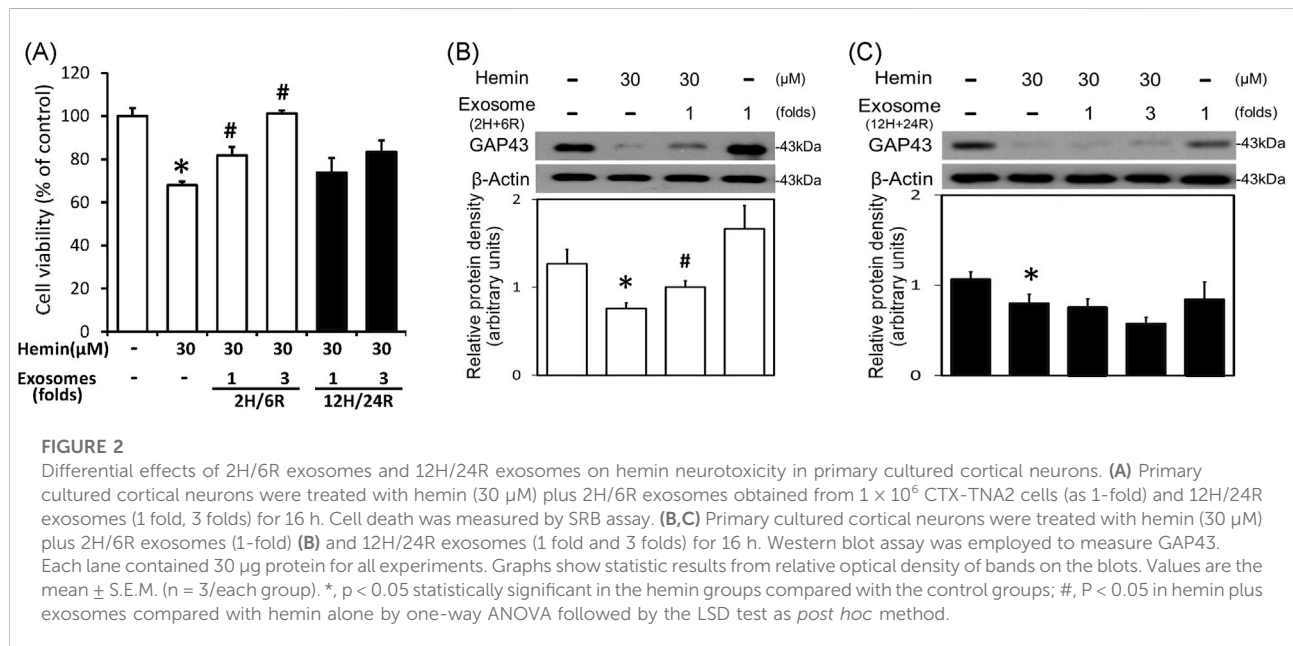 (A)
120
100
80
60
40
20
0
Cell viability (% of control)
*
#
#
Hemin(µM) - 30 30 30 30 30
Exosomes (folds) - - 1 3 1 3
2H/6R 12H/24R
(B)
Hemin – 30 30 – (µM)
Exosome – – 1 1 (folds)
(2H+6R)
GAP43 -43kDa
β-Actin -43kDa
Relative protein density
(arbitrary units)
2
1
0
*
#
(C)
Hemin – 30 30 30 – (µM)
Exosome – – 1 3 1 (folds)
(12H+24R)
GAP43 -43kDa
β-Actin -43kDa
Relative protein density
(arbitrary units)
2
1
0
*
FIGURE 2
Differential effects of 2H/6R exosomes and 12H/24R exosomes on hemin neurotoxicity in primary cultured cortical neurons. (A) Primary
cultured cortical neurons were treated with hemin (30 µM) plus 2H/6R exosomes obtained from 1 × 10⁶ CTX-TNA2 cells (as 1-fold) and 12H/24R
exosomes (1 fold, 3 folds) for 16 h. Cell death was measured by SRB assay. (B,C) Primary cultured cortical neurons were treated with hemin (30 µM)
plus 2H/6R exosomes (1-fold) (B) and 12H/24R exosomes (1 fold and 3 folds) for 16 h. Western blot assay was employed to measure GAP43.
Each lane contained 30 µg protein for all experiments. Graphs show statistic results from relative optical density of bands on the blots. Values are the
mean ± S.E.M. (n = 3/each group). *, p < 0.05 statistically significant in the hemin groups compared with the control groups; #, P < 0.05 in hemin plus
exosomes compared with hemin alone by one-way ANOVA followed by the LSD test as post hoc method.